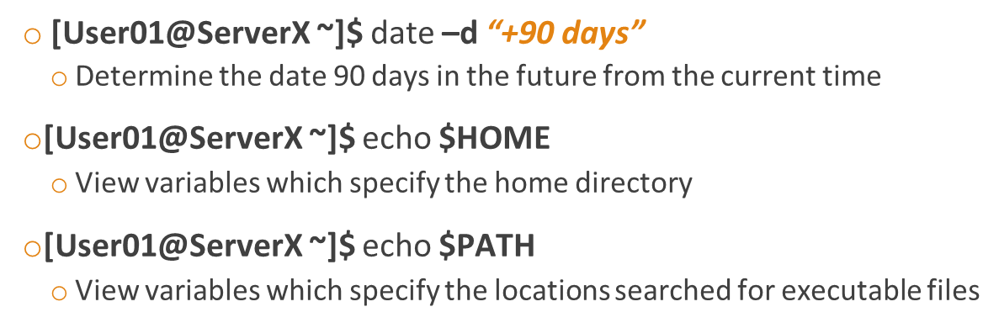 [User01@ServerX ~]$ date –d “+90 days”
Determine the date 90 days in the future from the current time
[User01@ServerX ~]$ echo $HOME
View variables which specify the home directory
[User01@ServerX ~]$ echo $PATH
View variables which specify the locations searched for executable files